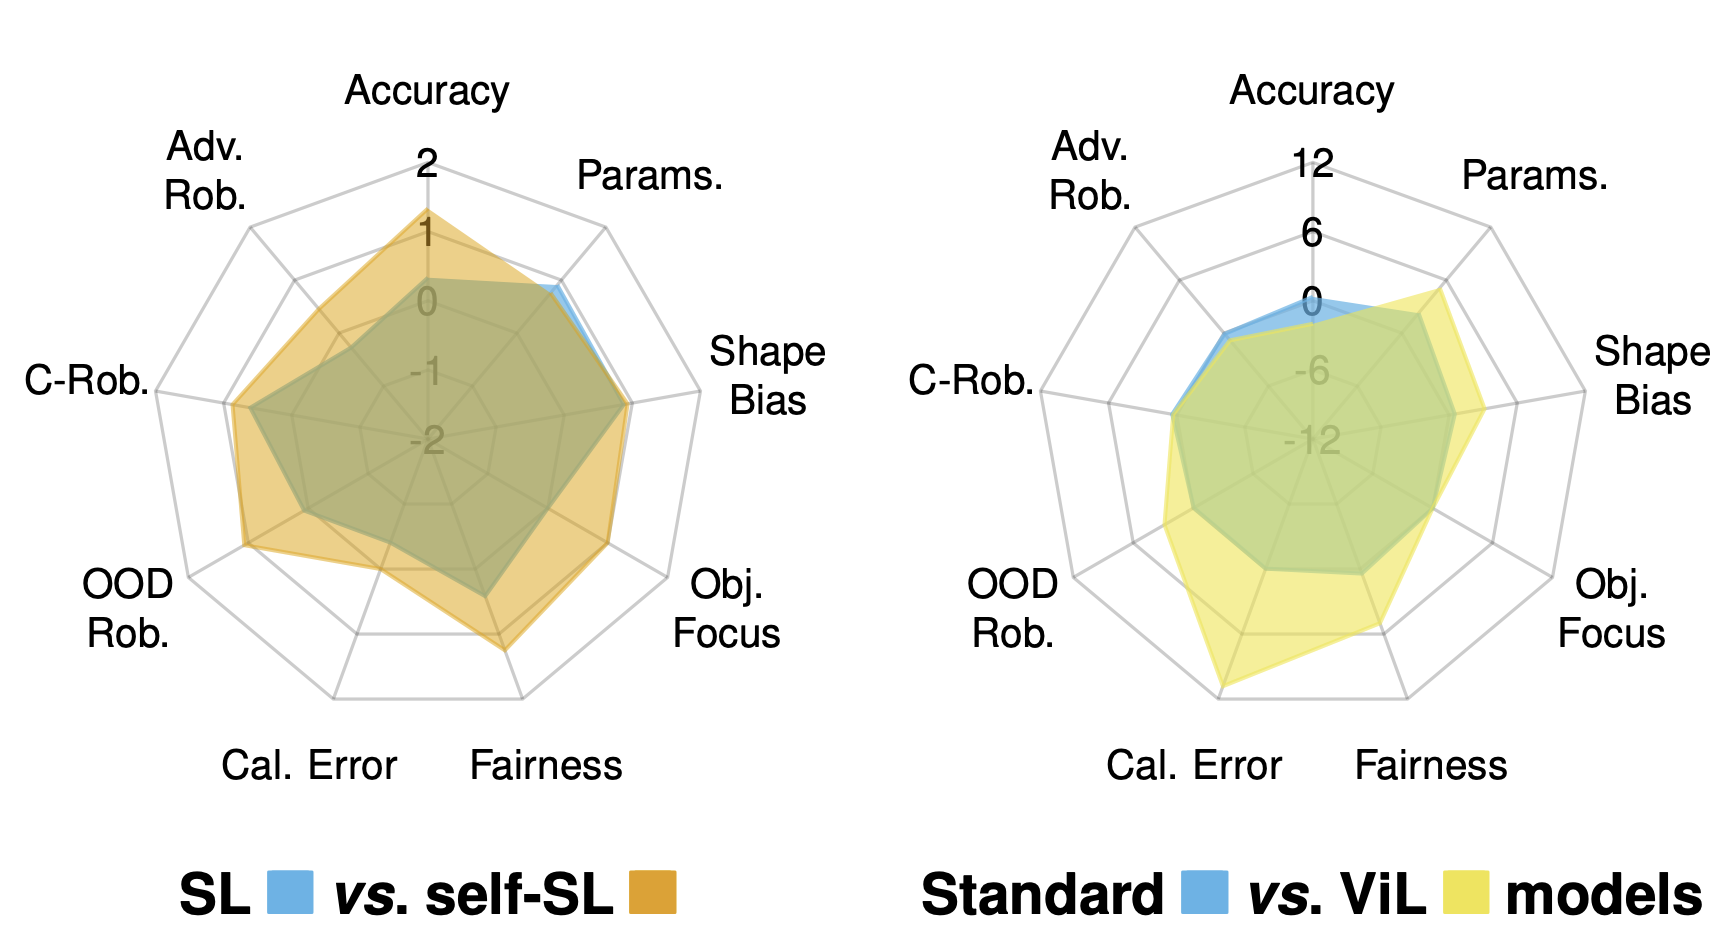 Accuracy
Adv.
Rob.
2
Params.
1
Shape
Bias
0
C-Rob.
-1
-2
OOD
Rob.
Obj.
Focus
Cal. Error
Fairness
SL vs. self-SL
Accuracy
Adv.
Rob.
12
Params.
6
Shape
Bias
0
C-Rob.
-6
-12
OOD
Rob.
Obj.
Focus
Cal. Error
Fairness
Standard vs. ViL models